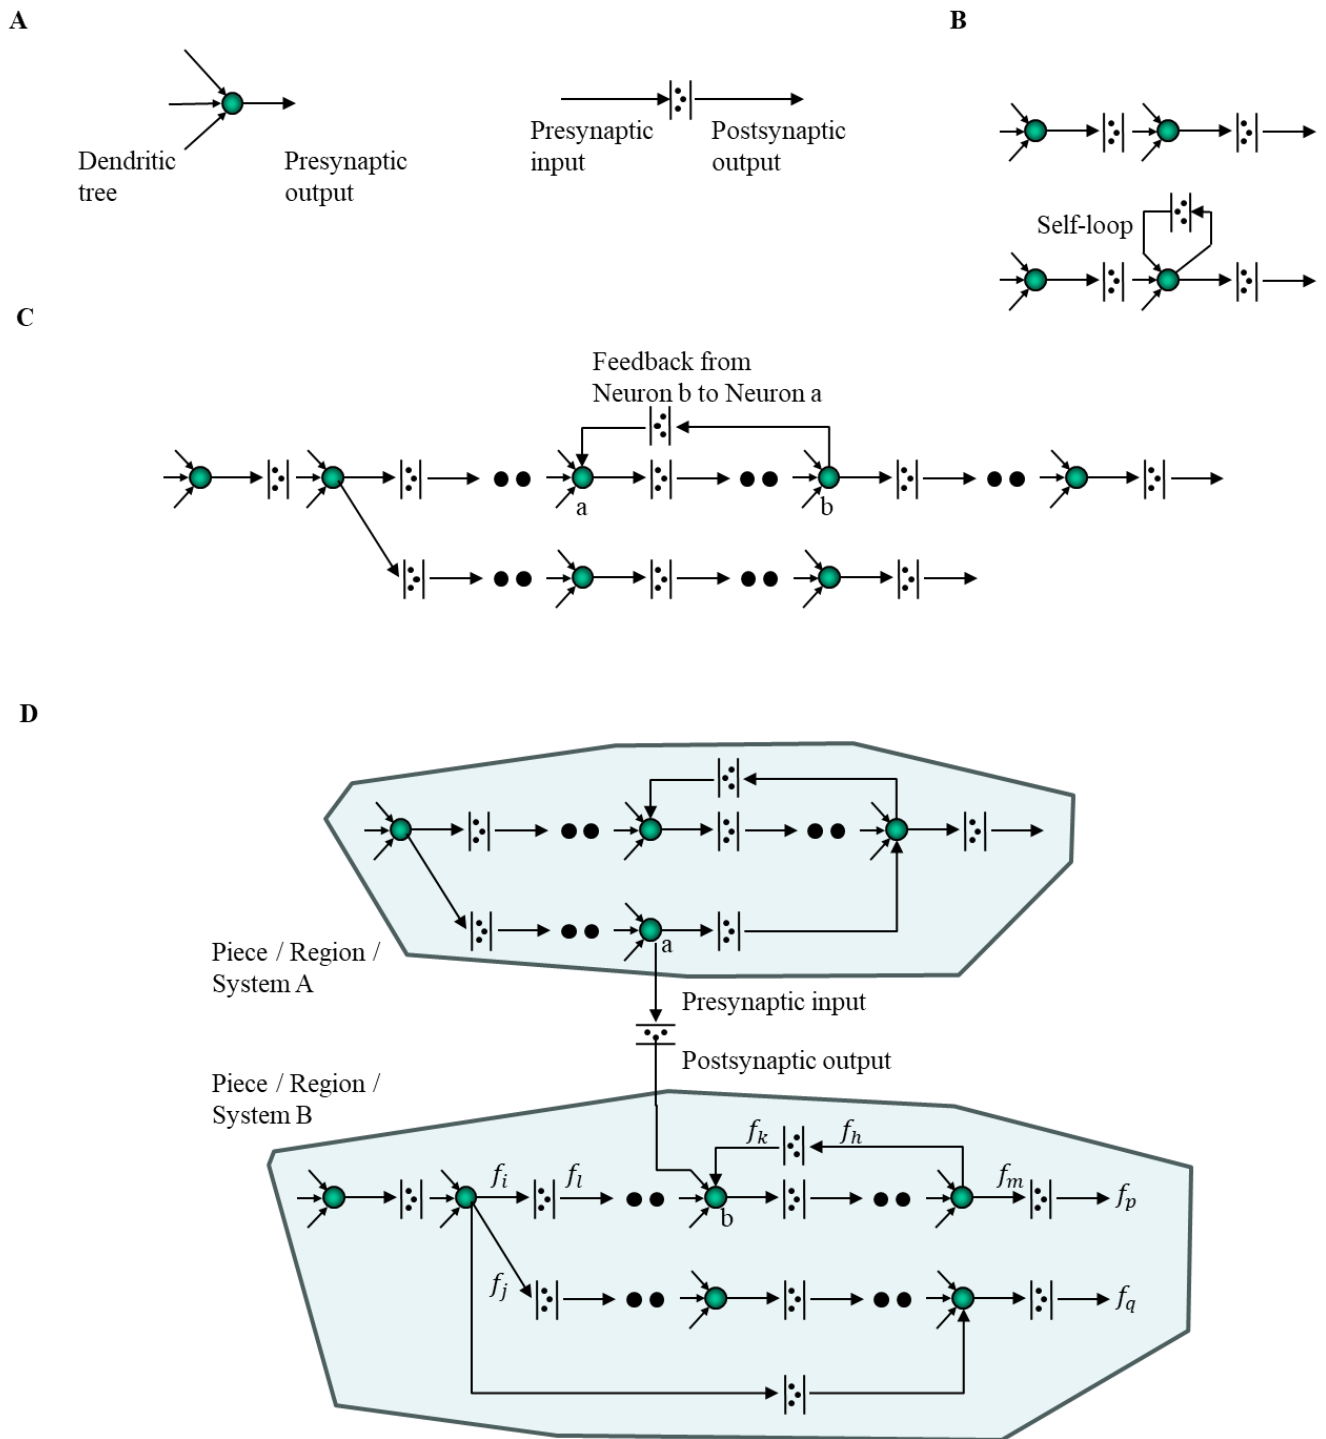 A
B
Dendritic
tree
Presynaptic
output
Presynaptic
input
Postsynaptic
output
Self-loop
C
Feedback from
Neuron b to Neuron a
a
b
D
a
Piece / Region /
System A
Presynaptic input
Postsynaptic output
Piece / Region /
System B
f_k
f_h
f_i
f_l
f_m
f_p
b
f_j
f_q